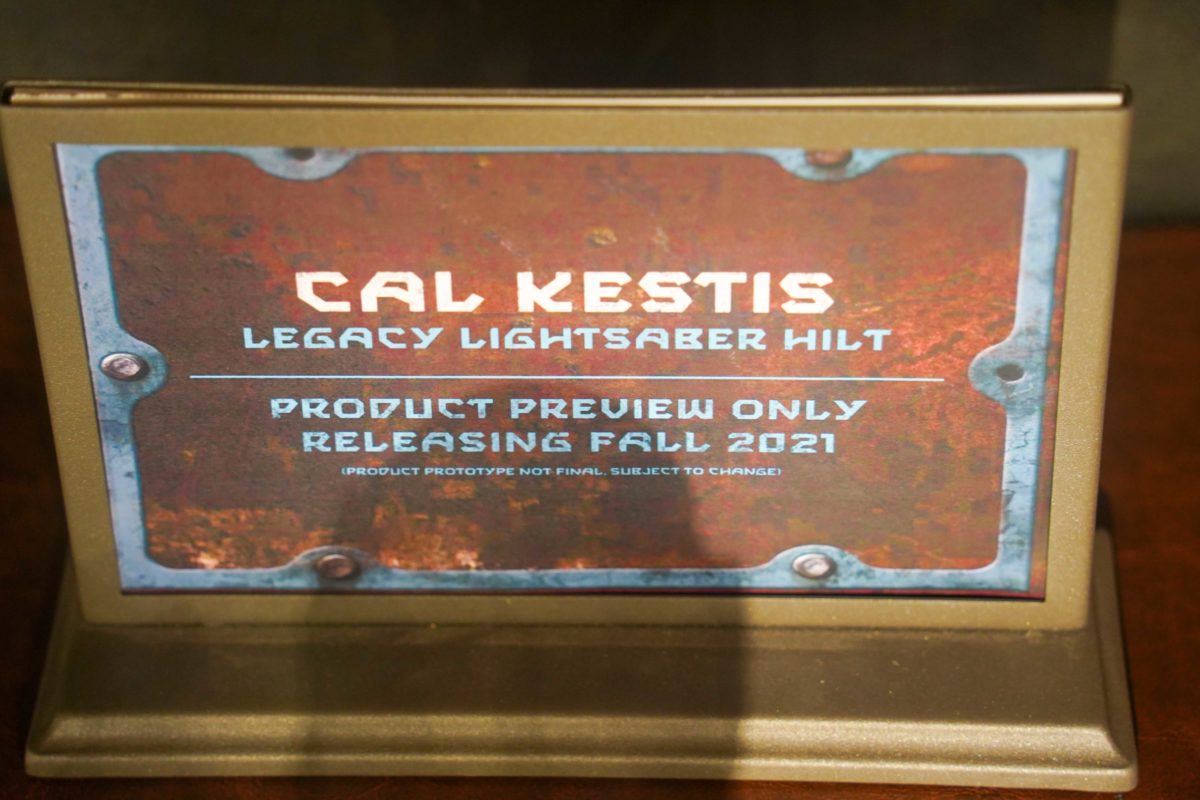 CAL KESTIS
LEGACY LIGHTSABER HILT
PRODUCT PREVIEW ONLY
RELEASING FALL 2021
(PRODUCT PROTOTYPE NOT FINAL, SUBJECT TO CHANGE)